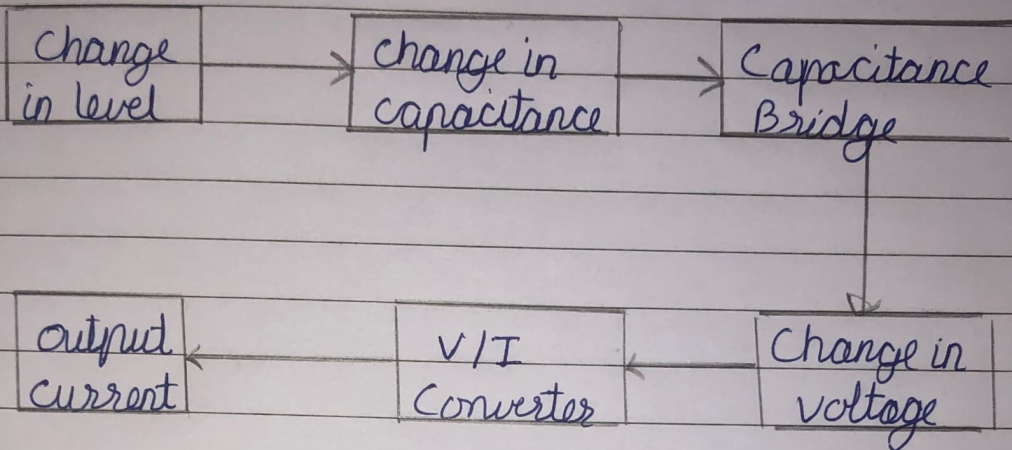 Change
in level
change in
capacitance
Capacitance
Bridge
Change in
voltage
V/I
Converter
output
current